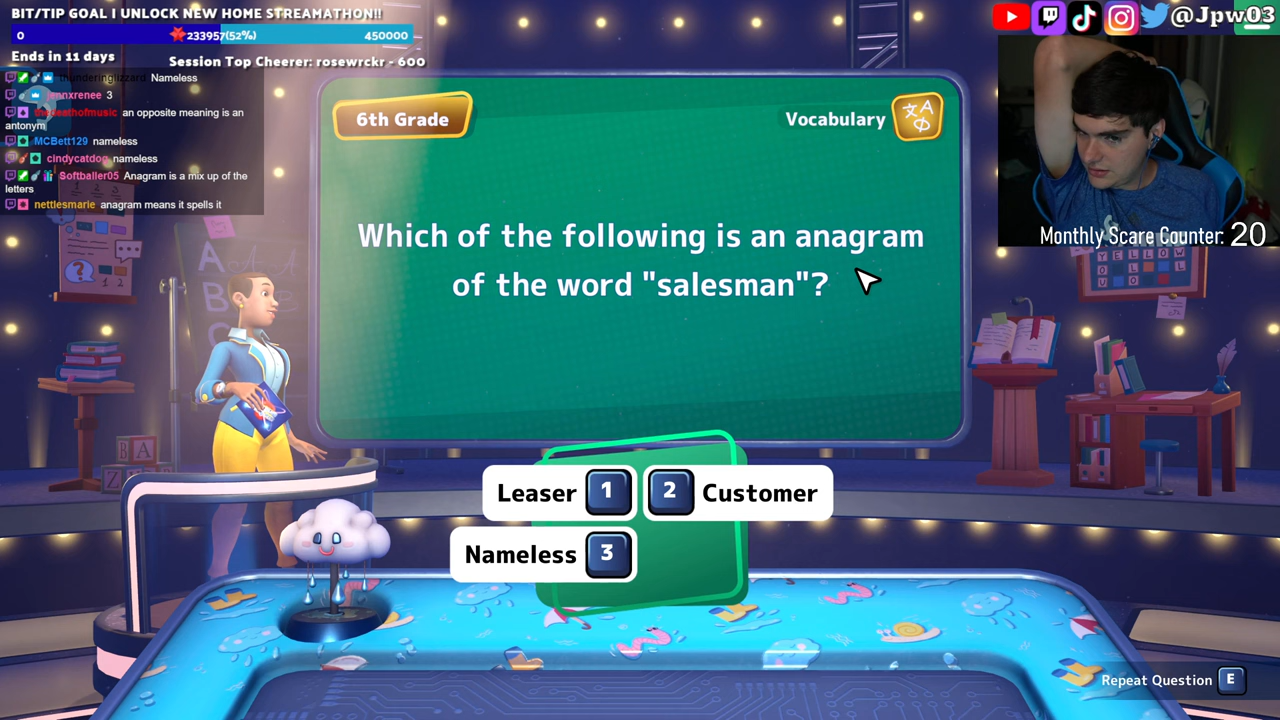 BIT/TIP GOAL I UNLOCK NEW HOME STREAMATHON!!
0 233957(52%) 450000
Ends in 11 days
Session Top Cheerer: rosewrckr - 600
thunderinglizzard Nameless
jennxrenee 3
thedeathofmusic an opposite meaning is an
antonym
MCBett129 nameless
cindycatdog nameless
Softballer05 Anagram is a mix up of the
letters
nettlesmarie anagram means it spells it
@Jpw03
Monthly Scare Counter: 20
6th Grade
Vocabulary
Which of the following is an anagram
of the word "salesman"?
Leaser 1
2 Customer
Nameless 3
Repeat Question E